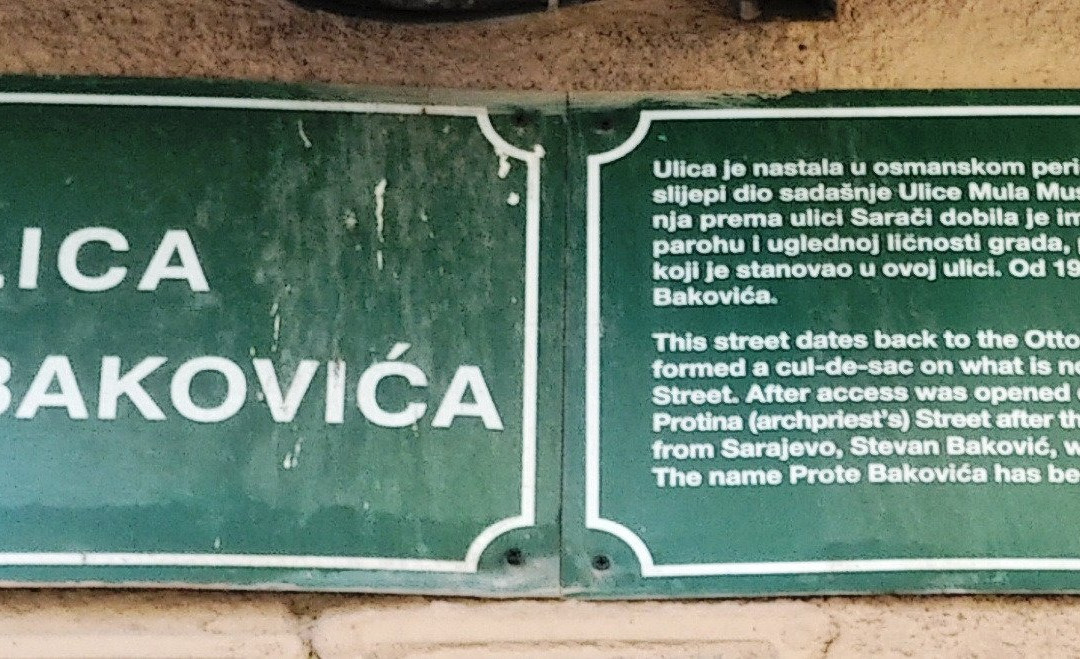 LICA
BAKOVIĆA
Ulica je nastala u osmanskom peri
slijepi dio sadašnje Ulice Mula Mus
nja prema ulici Sarači dobila je im
parohu i uglednoj ličnosti grada,
koji je stanovao u ovoj ulici. Od 19
Bakovića.
This street dates back to the Otto
formed a cul-de-sac on what is no
Street. After access was opened
Protina (archpriest's) Street after th
from Sarajevo, Stevan Baković, w
The name Prote Bakovića has be